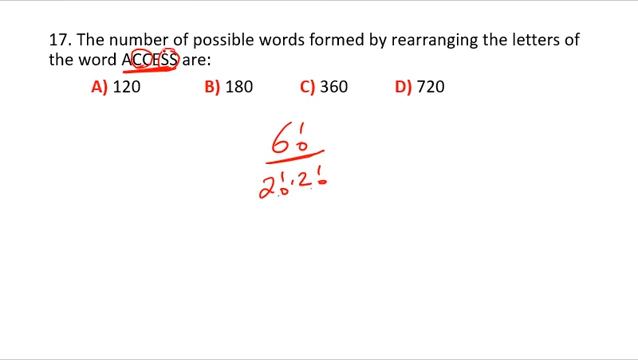 17. The number of possible words formed by rearranging the letters of
the word ACCESS are:
A) 120 B) 180 C) 360 D) 720
6!
2!.2!